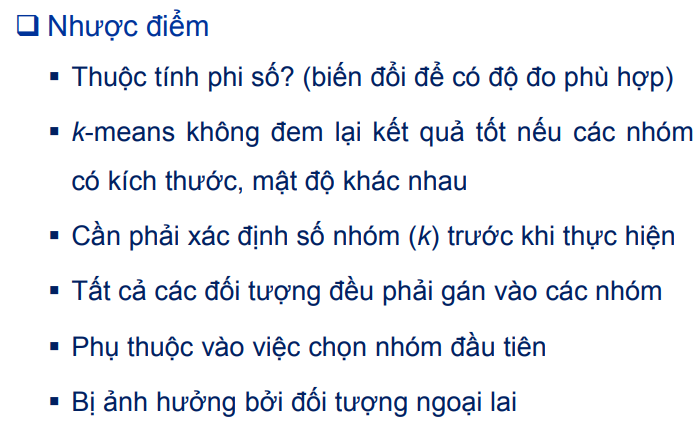 ❑ Nhược điểm
▪ Thuộc tính phi số? (biến đổi để có độ đo phù hợp)
▪ k-means không đem lại kết quả tốt nếu các nhóm
có kích thước, mật độ khác nhau
▪ Cần phải xác định số nhóm (k) trước khi thực hiện
▪ Tất cả các đối tượng đều phải gán vào các nhóm
▪ Phụ thuộc vào việc chọn nhóm đầu tiên
▪ Bị ảnh hưởng bởi đối tượng ngoại lai